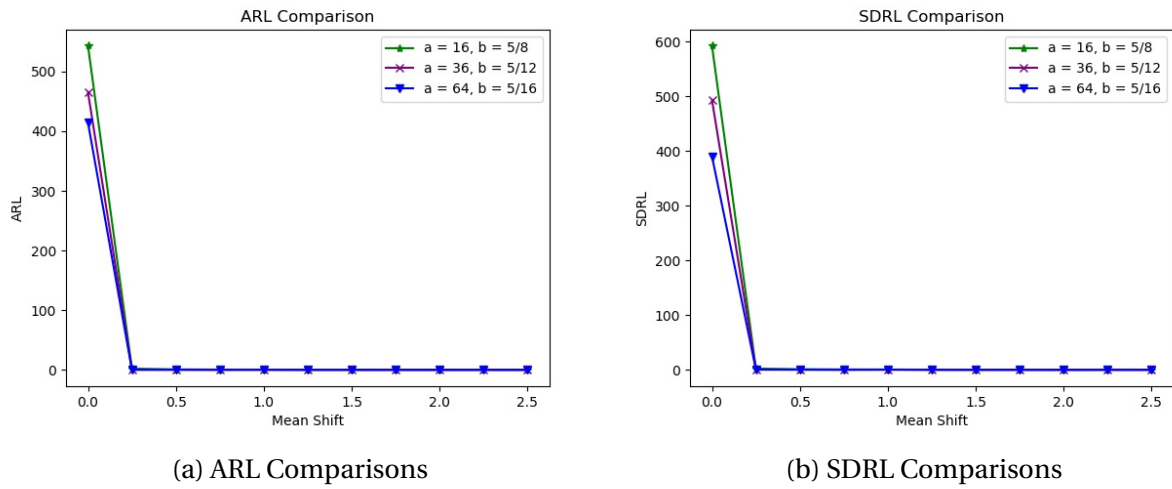 ARL Comparison
a = 16, b = 5/8
a = 36, b = 5/12
a = 64, b = 5/16
ARL
500
400
300
200
100
0
0.0 0.5 1.0 1.5 2.0 2.5
Mean Shift
(a) ARL Comparisons
SDRL Comparison
a = 16, b = 5/8
a = 36, b = 5/12
a = 64, b = 5/16
SDRL
600
500
400
300
200
100
0
0.0 0.5 1.0 1.5 2.0 2.5
Mean Shift
(b) SDRL Comparisons